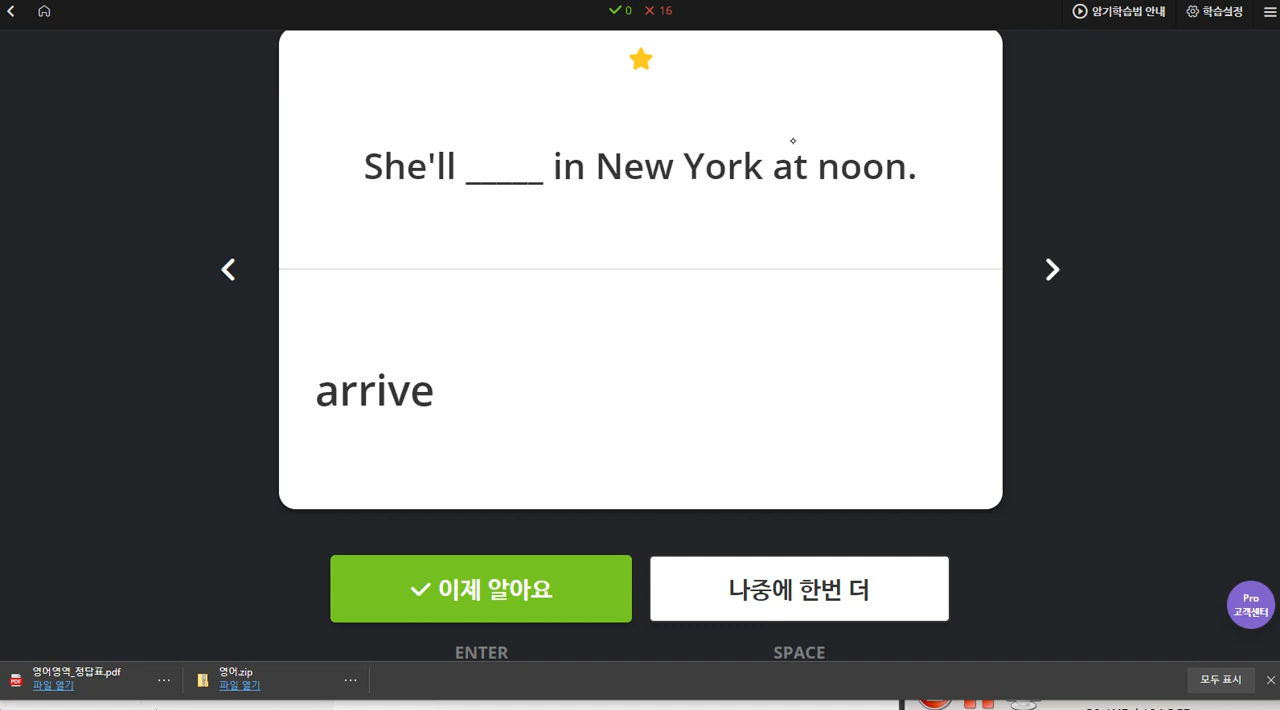 0 16 암기학습법 안내 학습설정
She'll _____ in New York at noon.
arrive
이제 알아요 나중에 한번 더
ENTER SPACE
Pro
고객센터
영어영역_정답표.pdf
파일 열기
영어.zip
파일 열기
모두 표시